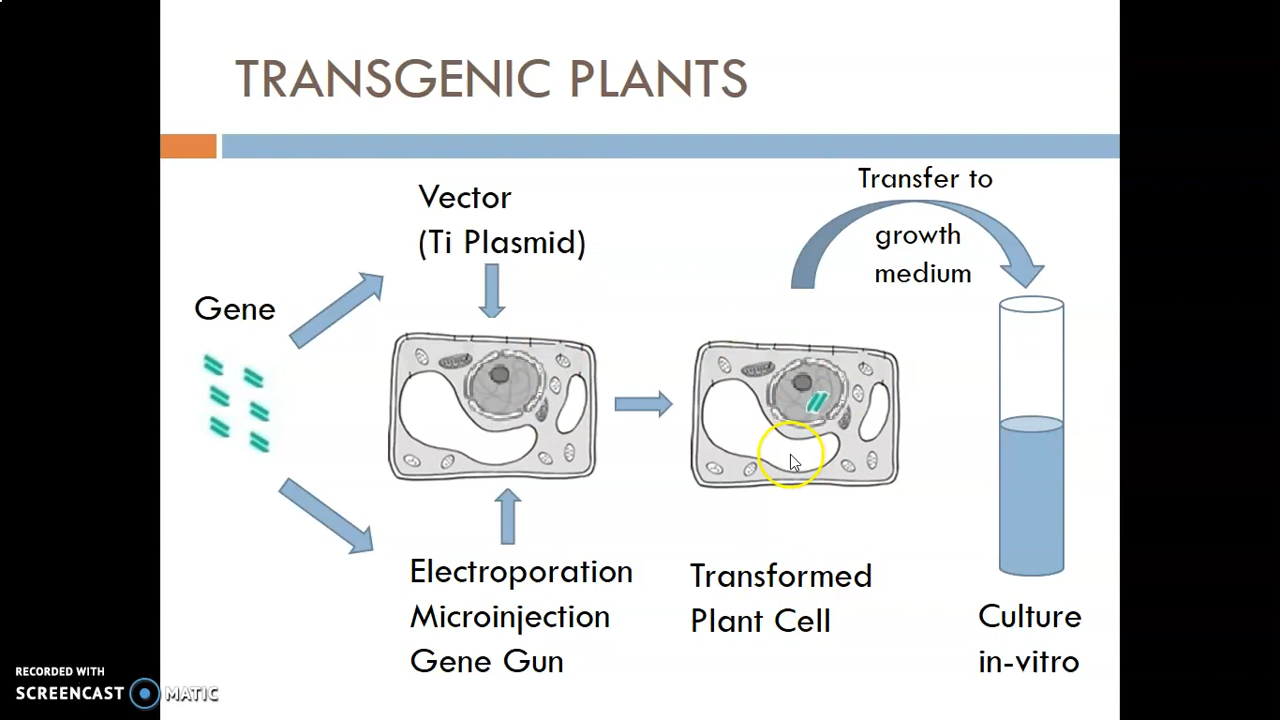 TRANSGENIC PLANTS
Vector
(Ti Plasmid)
Transfer to
growth
medium
Gene
Electroporation
Microinjection
Gene Gun
Transformed
Plant Cell
Culture
in-vitro
RECORDED WITH
SCREENCAST MATIC